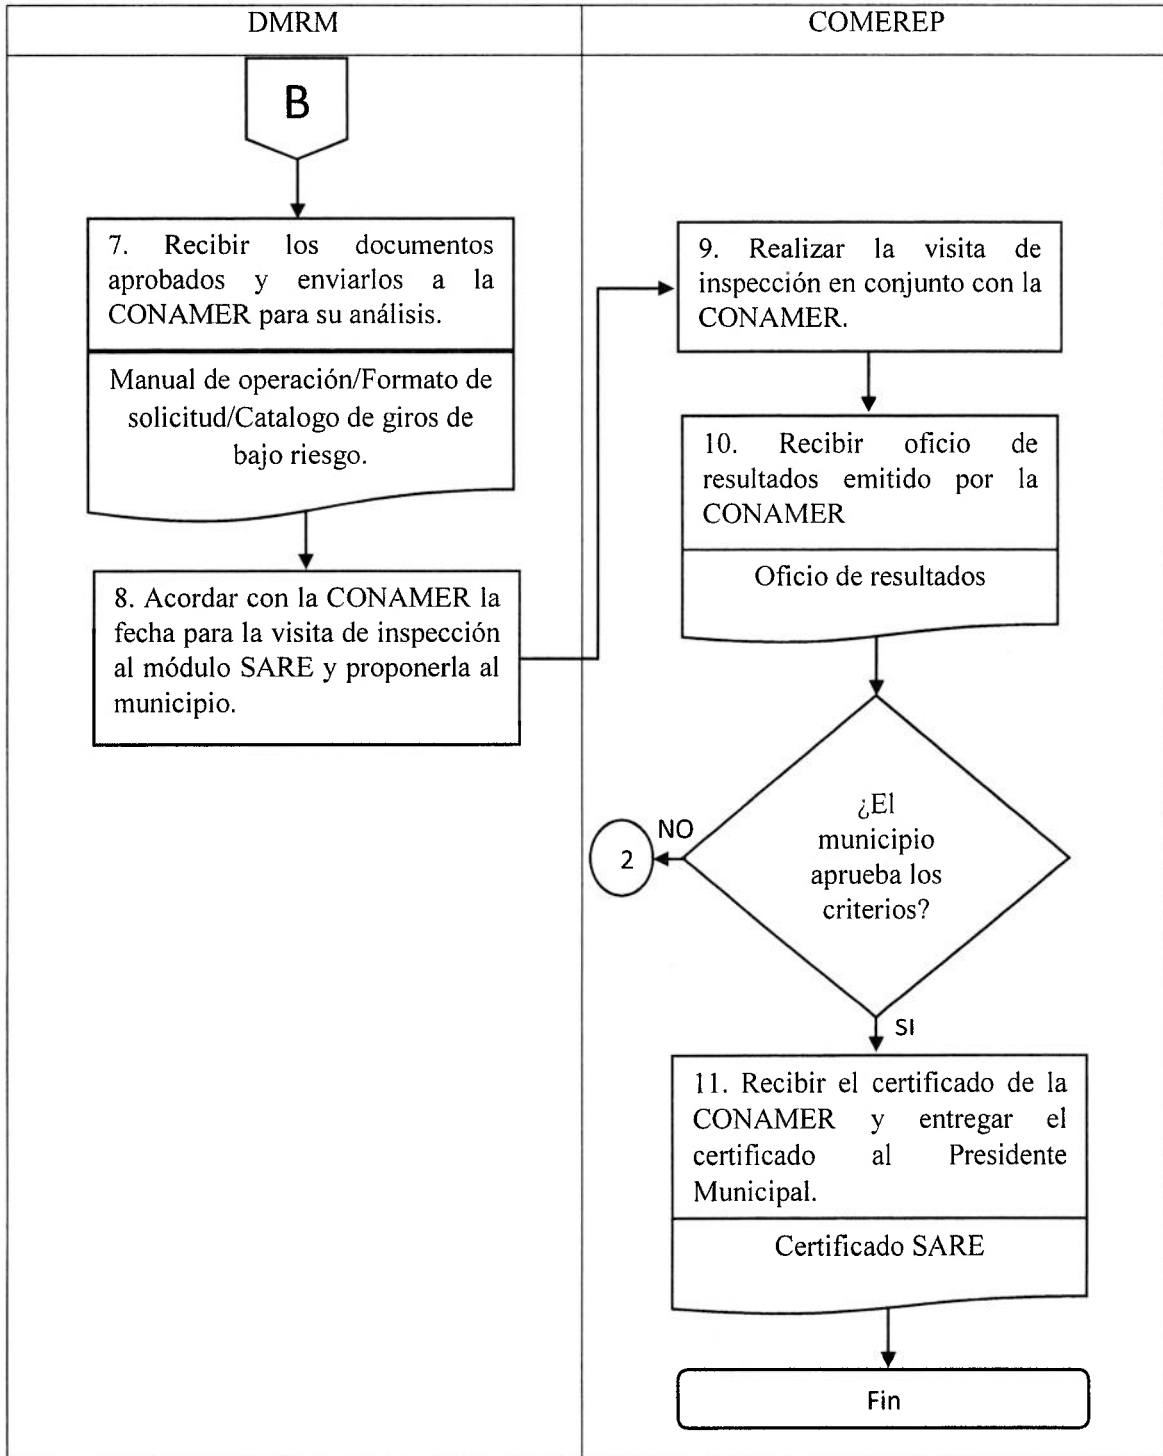 DMRM
COMEREP
B
7. Recibir los documentos
aprobados y enviarlos a la
CONAMER para su análisis.
Manual de operación/Formato de
solicitud/Catalogo de giros de
bajo riesgo.
8. Acordar con la CONAMER la
fecha para la visita de inspección
al módulo SARE y proponerla al
municipio.
9. Realizar la visita de
inspección en conjunto con la
CONAMER.
10. Recibir oficio de
resultados emitido por la
CONAMER
Oficio de resultados
¿El
municipio
aprueba los
criterios?
NO
2
SI
11. Recibir el certificado de la
CONAMER y entregar el
certificado al Presidente
Municipal.
Certificado SARE
Fin